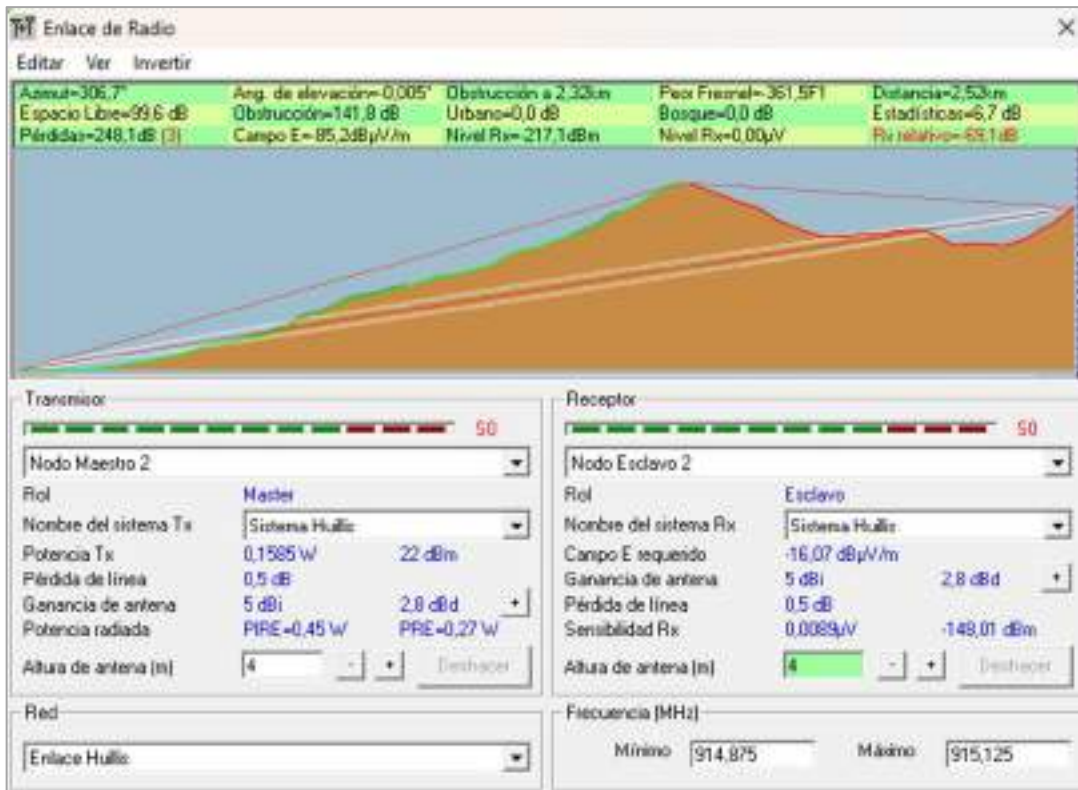 Enlace de Radio
Editar Ver Invertir
Azimut=306,7° Ang. de elevación=-0,005° Obstrucción a 2,32km Peor Fresnel=-361,5F1 Distancia=2,52km
Espacio Libre=99,6 dB Obstrucción=141,8 dB Urbano=0,0 dB Bosque=0,0 dB Estadísticas=6,7 dB
Pérdidas=248,1dB (3) Campo E=-85,2dBµV/m Nivel Rx=-217,1dBm Nivel Rx=0,00µV Rx relativo=-69,1dB
Transmisor
S0
Nodo Maestro 2
Rol Master
Nombre del sistema Tx Sistema Huillis
Potencia Tx 0,1585 W 22 dBm
Pérdida de línea 0,5 dB
Ganancia de antena 5 dBi 2,8 dBd +
Potencia radiada PIRE=0,45 W PRE=0,27 W
Altura de antena (m) 4 - + Deshacer
Receptor
S0
Nodo Esclavo 2
Rol Esclavo
Nombre del sistema Rx Sistema Huillis
Campo E requerido -16,07 dBµV/m
Ganancia de antena 5 dBi 2,8 dBd +
Pérdida de línea 0,5 dB
Sensibilidad Rx 0,0089µV -148,01 dBm
Altura de antena (m) 4 - + Deshacer
Red
Enlace Huillis
Frecuencia (MHz)
Mínimo 914,875 Máximo 915,125